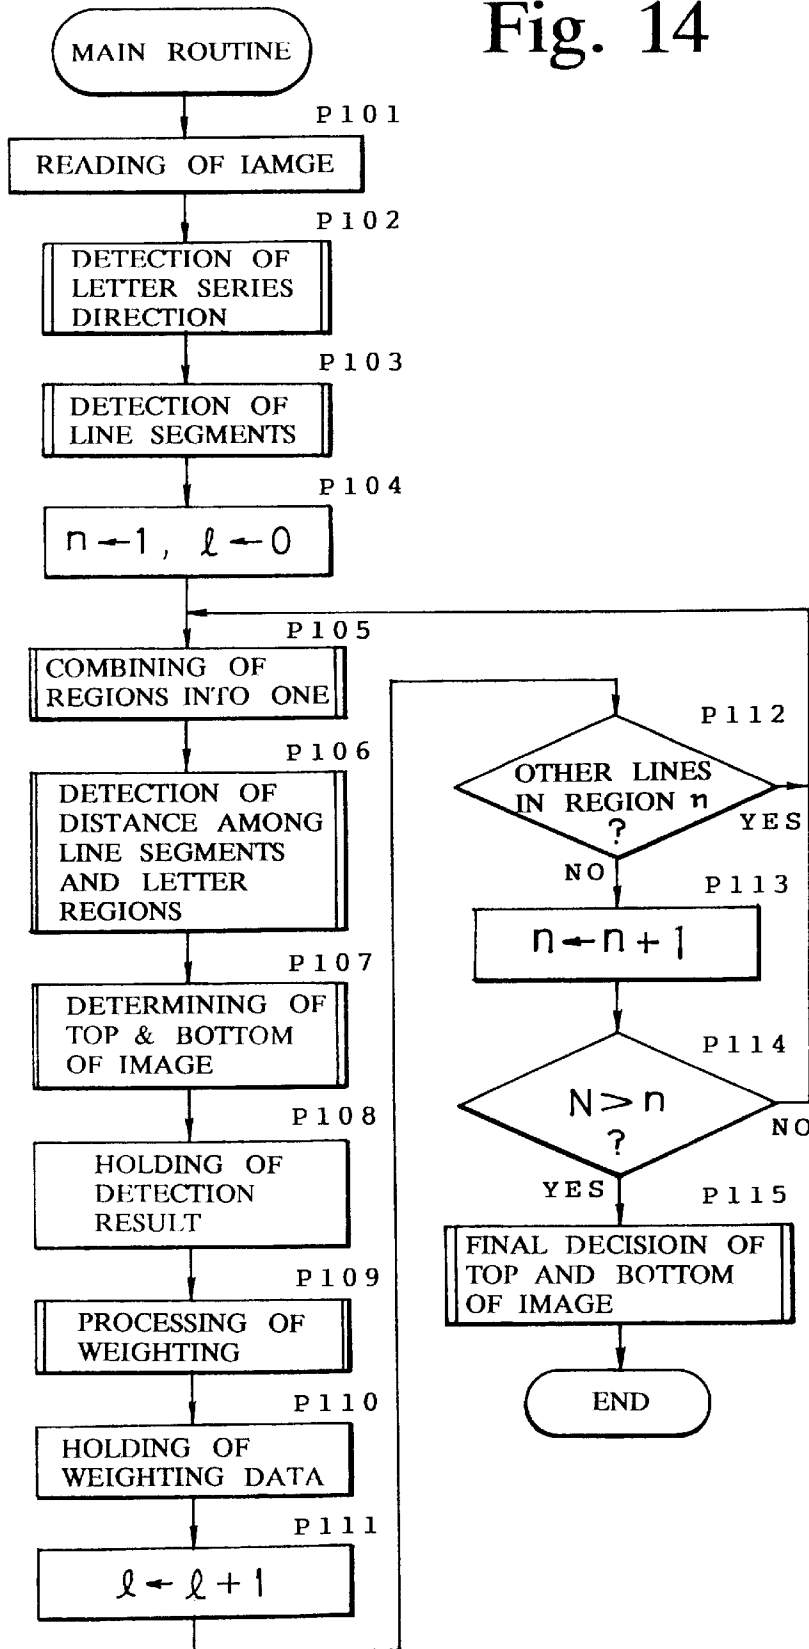 Fig. 14
MAIN ROUTINE
P101
READING OF IAMGE
P102
DETECTION OF
LETTER SERIES
DIRECTION
P103
DETECTION OF
LINE SEGMENTS
P104
n←1, ℓ←0
P105
COMBINING OF
REGIONS INTO ONE
P106
DETECTION OF
DISTANCE AMONG
LINE SEGMENTS
AND LETTER
REGIONS
P107
DETERMINING OF
TOP & BOTTOM
OF IMAGE
P108
HOLDING OF
DETECTION
RESULT
P109
PROCESSING OF
WEIGHTING
P110
HOLDING OF
WEIGHTING DATA
P111
ℓ←ℓ+1
P112
OTHER LINES
IN REGION n
?
YES
NO
P113
n←n+1
P114
N>n
?
NO
YES
P115
FINAL DECISIOIN OF
TOP AND BOTTOM
OF IMAGE
END